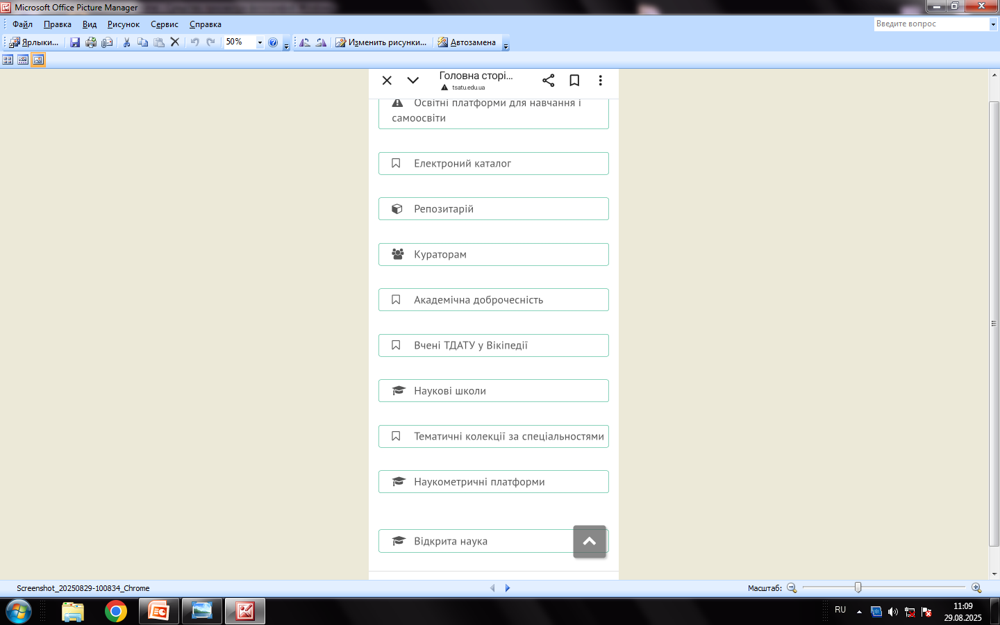 Microsoft Office Picture Manager
Файл Правка Вид Рисунок Сервис Справка
Введите вопрос
Ярлыки... 50% Изменить рисунки... Автозамена
Головна сторі...
tsatu.edu.ua
Освітні платформи для навчання і
самоосвіти
Електроний каталог
Репозитарій
Кураторам
Академічна доброчесність
Вчені ТДАТУ у Вікіпедії
Наукові школи
Тематичні колекції за спеціальностями
Наукометричні платформи
Відкрита наука
Screenshot_20250829-100834_Chrome
Масштаб:
RU
11:09
29.08.2025